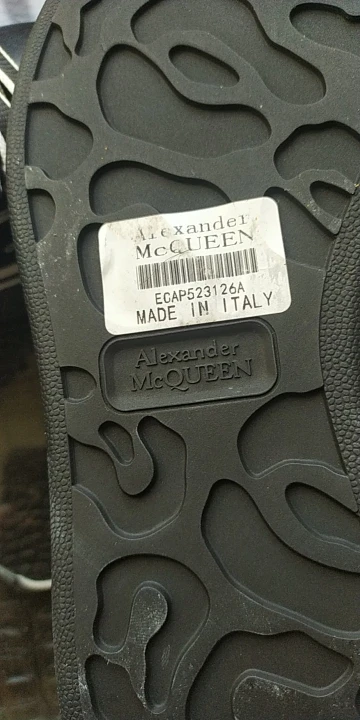 Alexander
McQUEEN
ECAP523126A
MADE IN ITALY
Alexander
McQUEEN